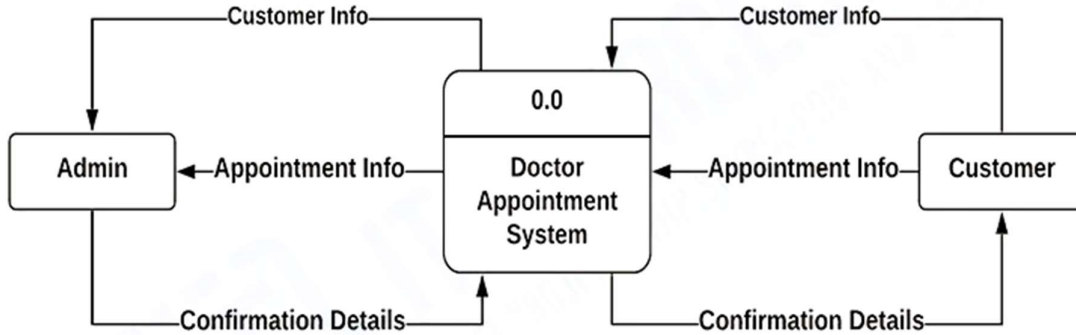 Customer Info
Customer Info
0.0
Admin
Appointment Info
Doctor
Appointment
System
Appointment Info
Customer
Confirmation Details
Confirmation Details